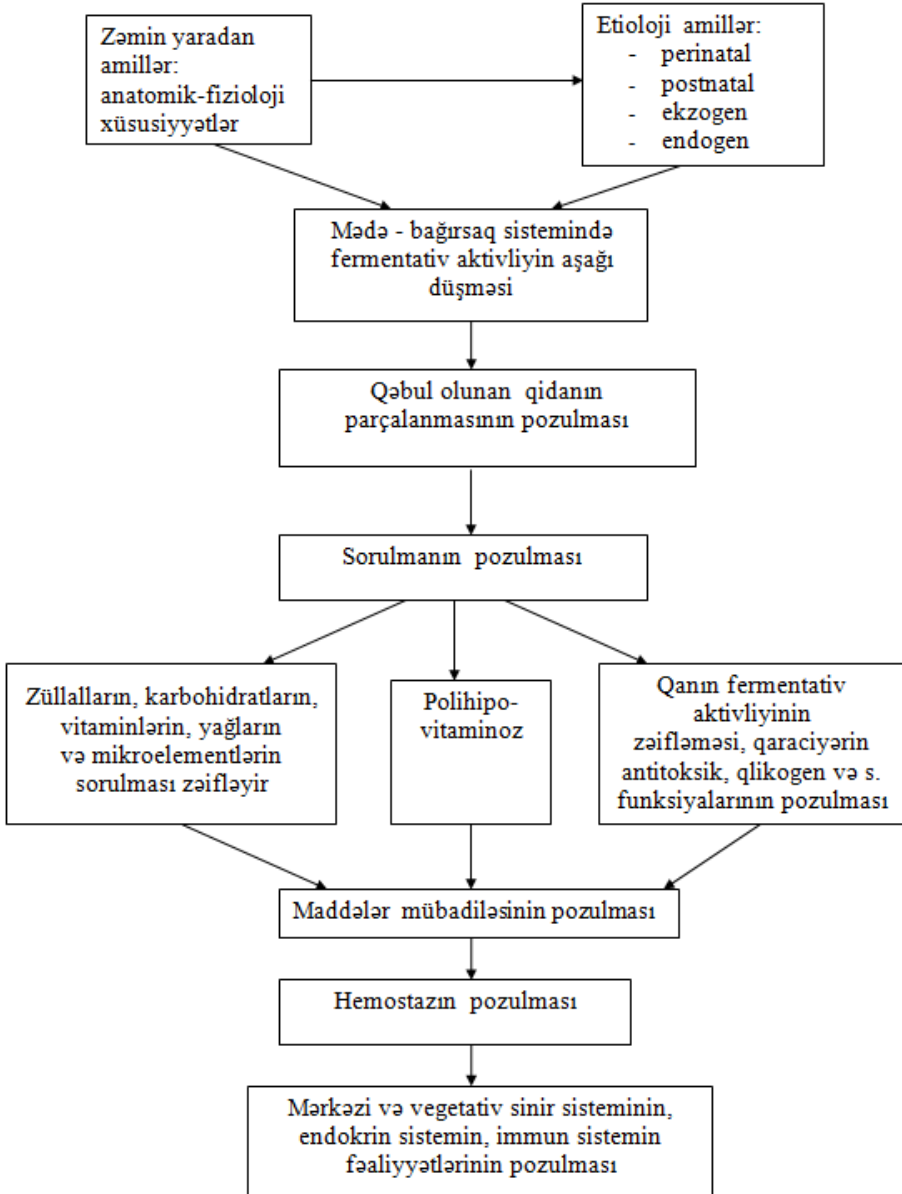 Zəmin yaradan
amillər:
anatomik-fizioloji
xüsusiyyətlər
Etioloji amillər:
- perinatal
- postnatal
- ekzogen
- endogen
Mədə - bağırsaq sistemində
fermentativ aktivliyin aşağı
düşməsi
Qəbul olunan qidanın
parçalanmasının pozulması
Sorulmanın pozulması
Züllalların, karbohidratların,
vitaminlərin, yağların
və mikroelementlərin
sorulması zəifləyir
Polihipo-
vitaminoz
Qanın fermentativ
aktivliyinin
zəifləməsi, qaraciyərin
antitoksik, qlikogen və s.
funksiyalarının pozulması
Maddələr mübadiləsinin pozulması
Hemostazın pozulması
Mərkəzi və vegetativ sinir sisteminin,
endokrin sistemin, immun sistemin
fəaliyyətlərinin pozulması